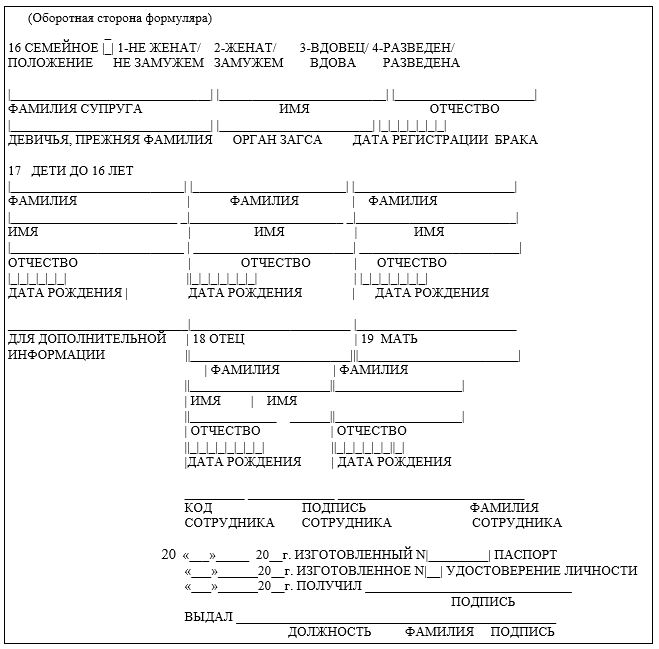 (Оборотная сторона формуляра)
16 СЕМЕЙНОЕ |_| 1-НЕ ЖЕНАТ/ 2-ЖЕНАТ/ 3-ВДОВЕЦ/ 4-РАЗВЕДЕН/
ПОЛОЖЕНИЕ НЕ ЗАМУЖЕМ ЗАМУЖЕМ ВДОВА РАЗВЕДЕНА
ФАМИЛИЯ СУПРУГА ИМЯ ОТЧЕСТВО
ДЕВИЧЬЯ, ПРЕЖНЯЯ ФАМИЛИЯ ОРГАН ЗАГСА ДАТА РЕГИСТРАЦИИ БРАКА
17 ДЕТИ ДО 16 ЛЕТ
ФАМИЛИЯ | ФАМИЛИЯ | ФАМИЛИЯ
ИМЯ | ИМЯ | ИМЯ
ОТЧЕСТВО | ОТЧЕСТВО | ОТЧЕСТВО
|_|_|_|_|_| ||_|_|_|_|_|_| | |_|_|_|_|_|
ДАТА РОЖДЕНИЯ | ДАТА РОЖДЕНИЯ | ДАТА РОЖДЕНИЯ
ДЛЯ ДОПОЛНИТЕЛЬНОЙ | 18 ОТЕЦ | 19 МАТЬ
ИНФОРМАЦИИ
| ФАМИЛИЯ | ФАМИЛИЯ
| ИМЯ | ИМЯ
| ОТЧЕСТВО | ОТЧЕСТВО
|ДАТА РОЖДЕНИЯ | ДАТА РОЖДЕНИЯ
КОД ПОДПИСЬ ФАМИЛИЯ
СОТРУДНИКА СОТРУДНИКА СОТРУДНИКА
20 «___»_____ 20__г. ИЗГОТОВЛЕННЫЙ N|_________| ПАСПОРТ
«___»______20__г. ИЗГОТОВЛЕННОЕ N|__| УДОСТОВЕРЕНИЕ ЛИЧНОСТИ
«___»______20__г. ПОЛУЧИЛ ____________________
ПОДПИСЬ
ВЫДАЛ ____________________
ДОЛЖНОСТЬ ФАМИЛИЯ ПОДПИСЬ